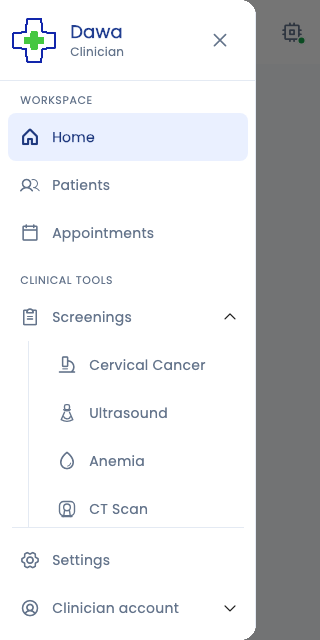 Dawa
Clinician
WORKSPACE
Home
Patients
Appointments
CLINICAL TOOLS
Screenings
Cervical Cancer
Ultrasound
Anemia
CT Scan
Settings
Clinician account